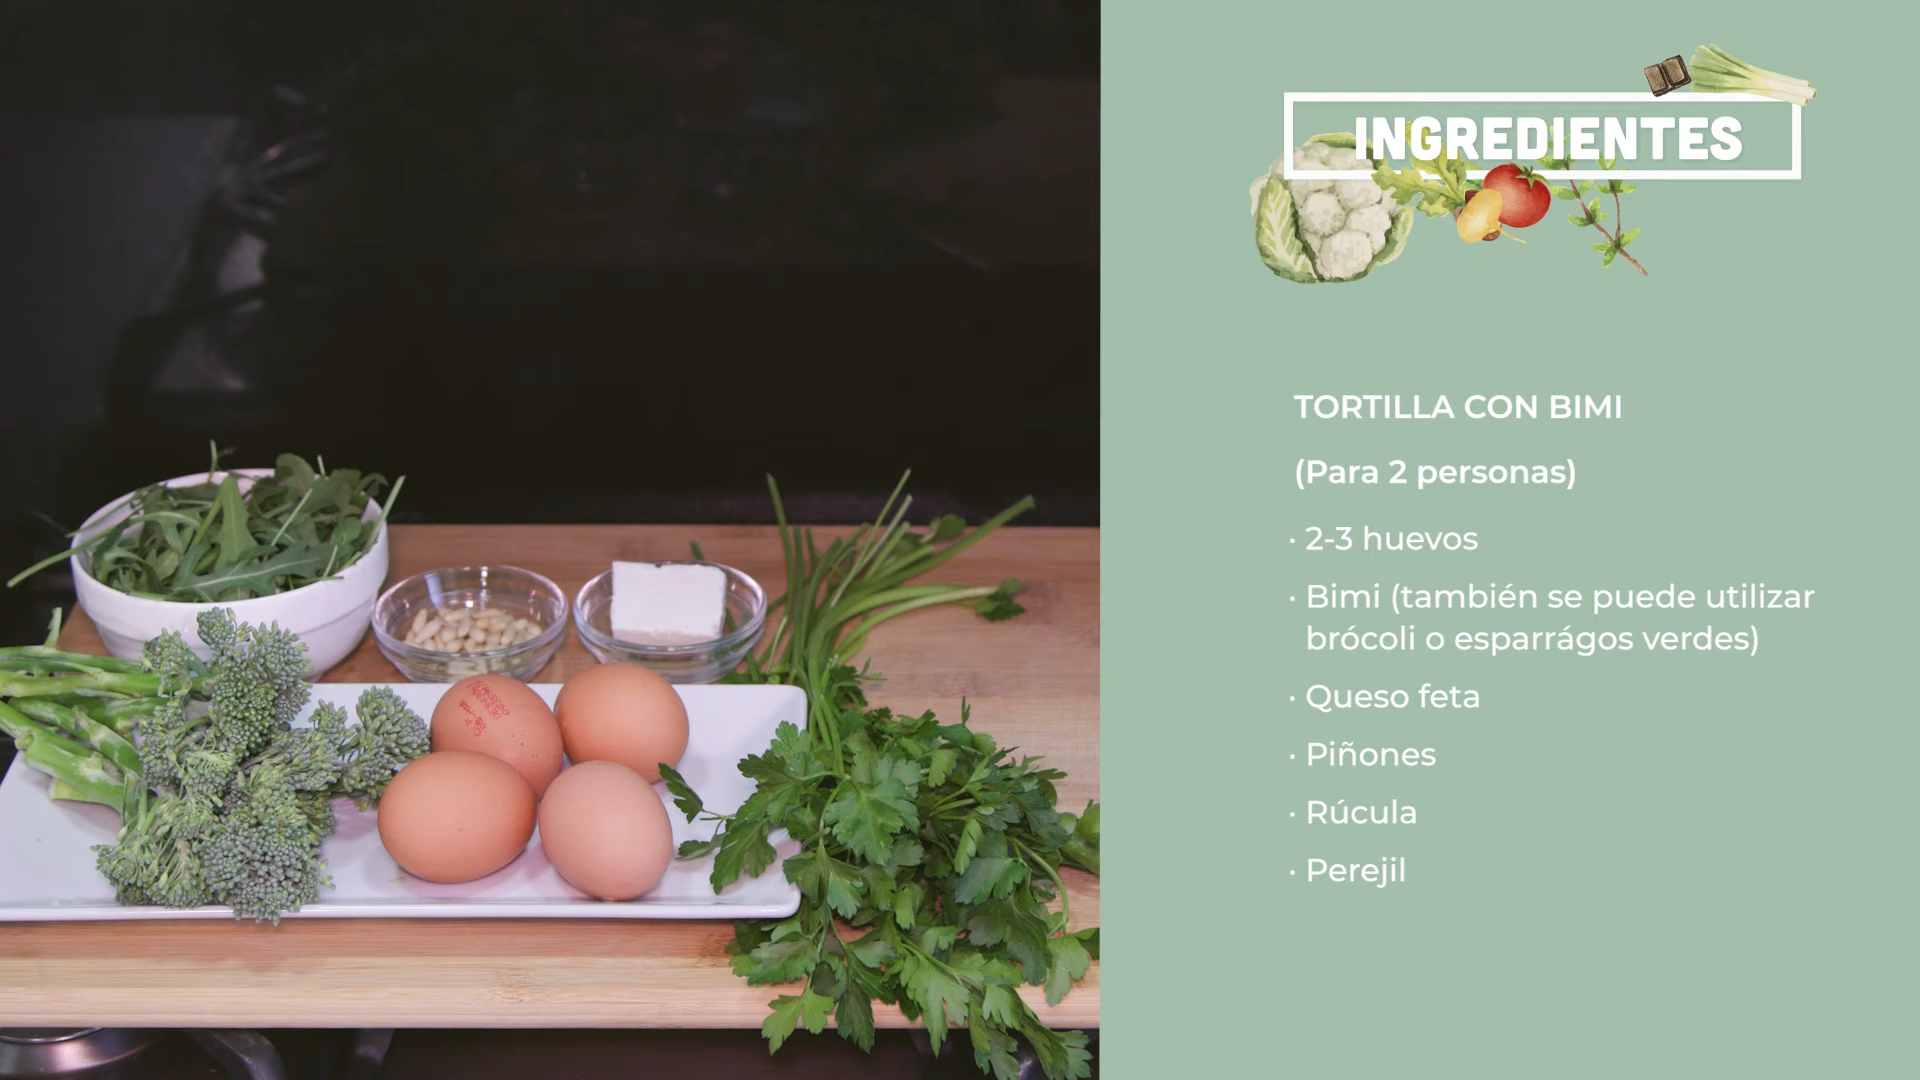 INGREDIENTES
TORTILLA CON BIMI
(Para 2 personas)
· 2-3 huevos
· Bimi (también se puede utilizar
brócoli o esparrágos verdes)
· Queso feta
· Piñones
· Rúcula
· Perejil